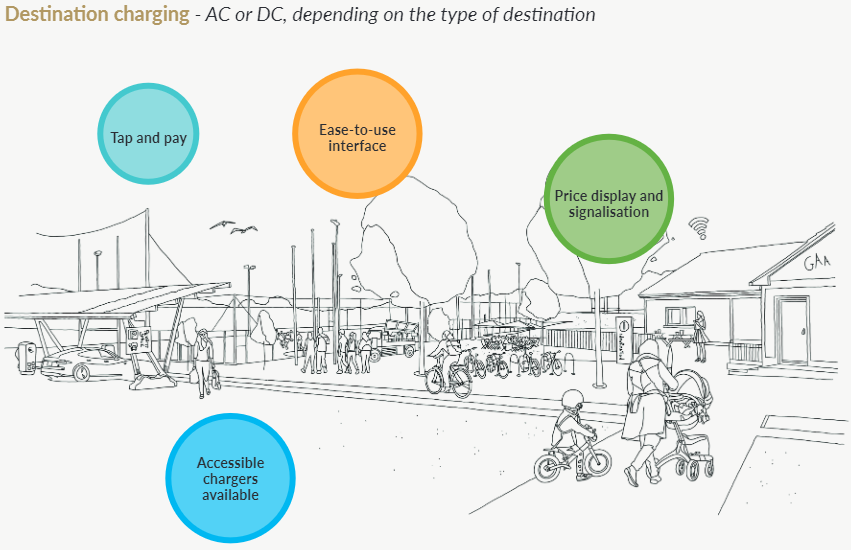 Destination charging - AC or DC, depending on the type of destination
Tap and pay
Ease-to-use
interface
Price display and
signalisation
GAA
Accessible
chargers
available